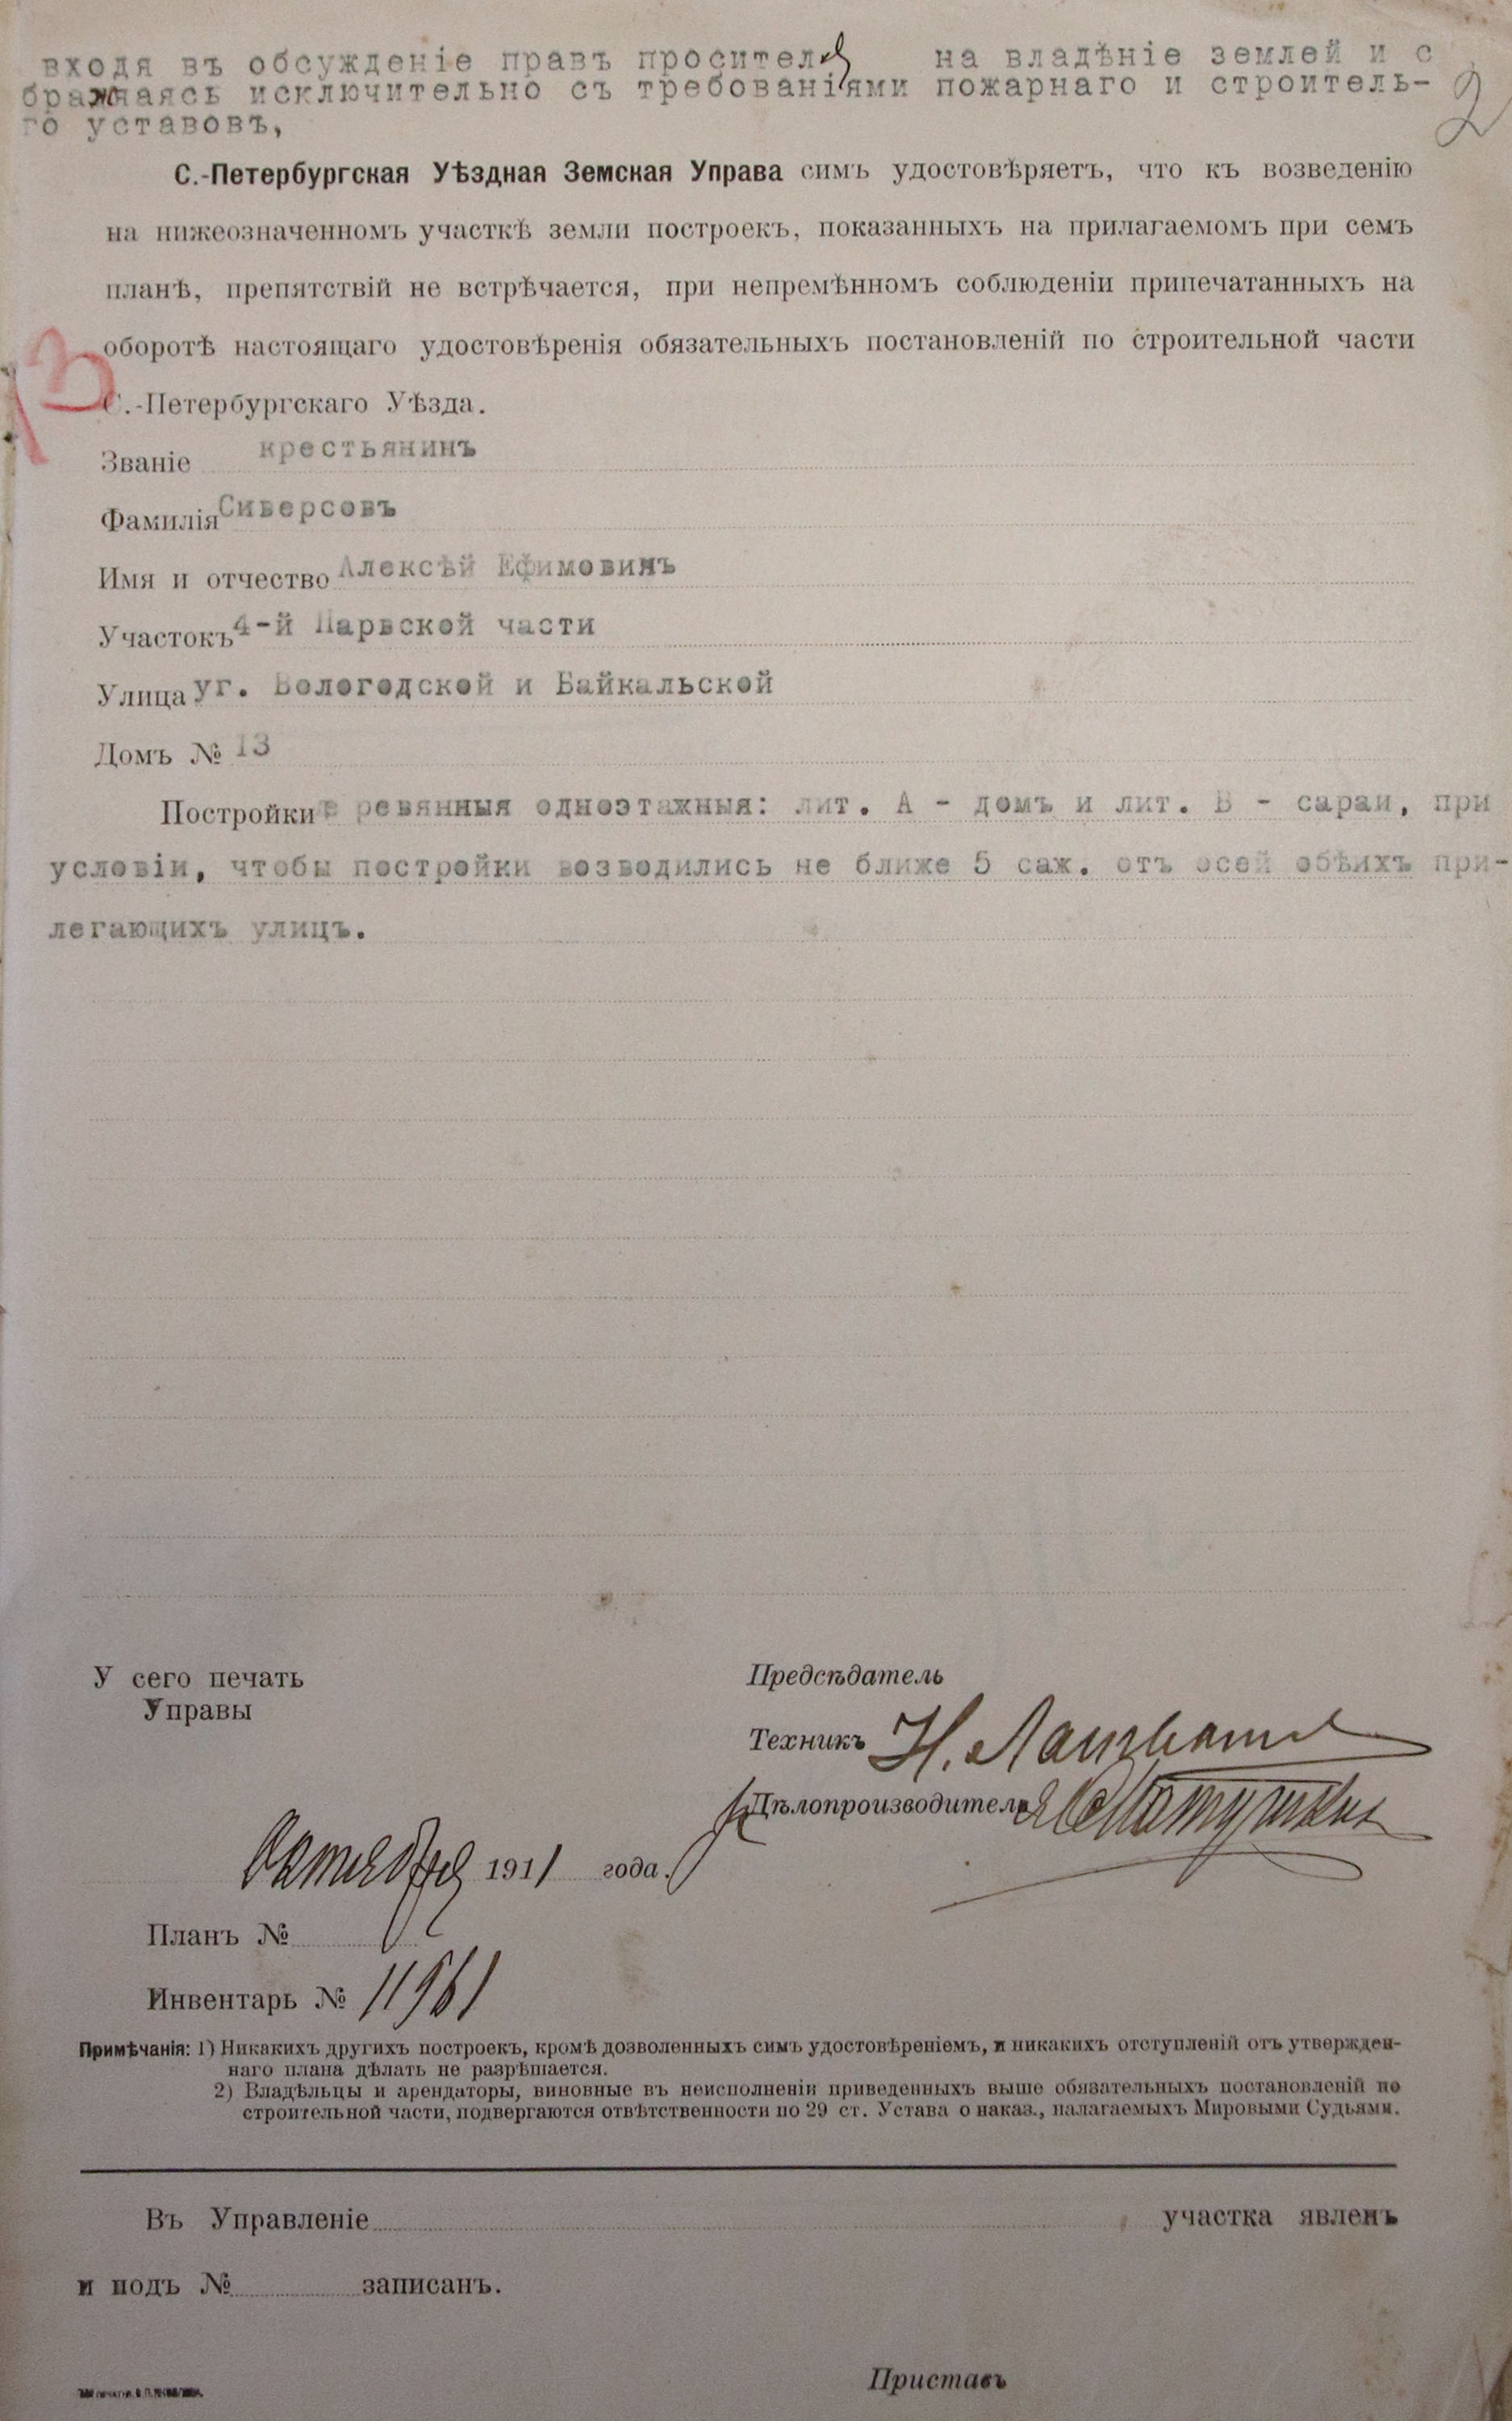 входя въ обсужденіе правъ просителя на владѣніе землей и с
бражаясь исключительно съ требованіями пожарнаго и строитель-
го уставовъ,
2
С.-Петербургская Уѣздная Земская Управа симъ удостовѣряетъ, что къ возведенію
на нижеозначенномъ участкѣ земли построекъ, показанныхъ на прилагаемомъ при семъ
планѣ, препятствій не встрѣчается, при непремѣнномъ соблюденіи припечатанныхъ на
оборотѣ настоящаго удостовѣренія обязательныхъ постановленій по строительной части
13
С.-Петербургскаго Уѣзда.
Званіе крестьянинъ
Фамилія Сиверсовъ
Имя и отчество Алексѣй Ефимовичъ
Участокъ 4-й Нарвской части
Улица уг. Вологодской и Байкальской
Домъ № 13
Постройки ревянныя одноэтажныя: лит. А - домъ и лит. В - сараи, при
условіи, чтобы постройки возводились не ближе 5 саж. отъ осей обѣихъ при-
легающихъ улицъ.
У сего печать
Управы
Предсѣдатель
Техникъ Н.
Дѣлопроизводитель
Октября 1911 года.
Планъ №
Инвентарь № 11961
Примѣчанія: 1) Никакихъ другихъ построекъ, кромѣ дозволенныхъ симъ удостовѣреніемъ, и никакихъ отступленій отъ утвержден-
наго плана дѣлать не разрѣшается.
2) Владѣльцы и арендаторы, виновные въ неисполненіи приведенныхъ выше обязательныхъ постановленій по
строительной части, подвергаются отвѣтственности по 29 ст. Устава о наказ., налагаемыхъ Мировыми Судьями.
Въ Управленіе участка явленъ
и подъ № записанъ.
Приставъ